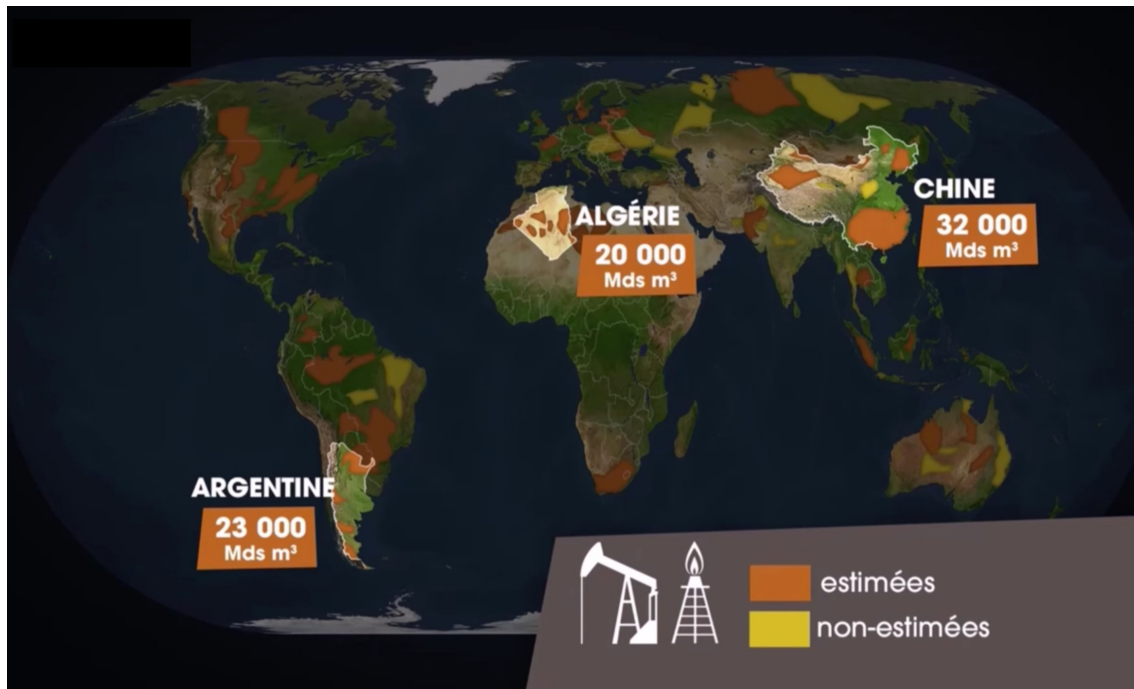 CHINE
32 000
Mds m³
ALGÉRIE
20 000
Mds m³
ARGENTINE
23 000
Mds m³
estimées
non-estimées